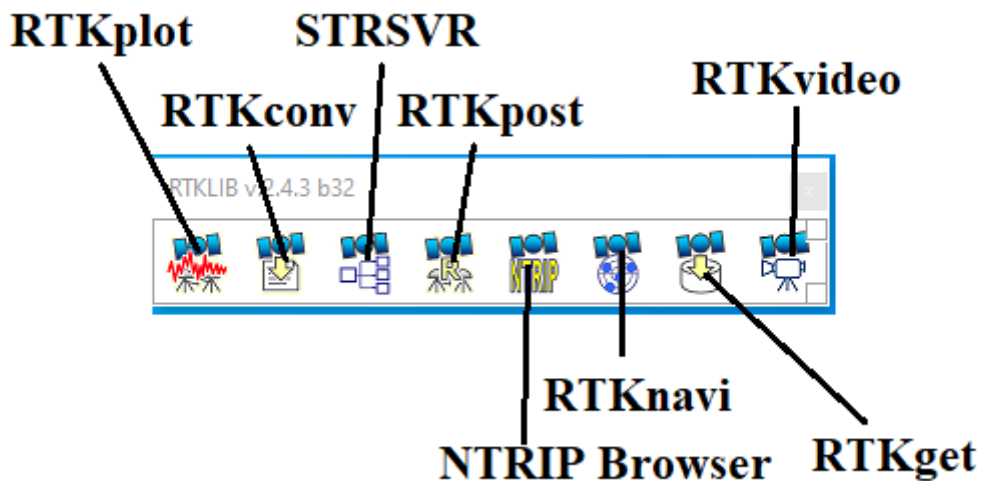 RTKplot
STRSVR
RTKvideo
RTKconv
RTKpost
RTKLIB v.2.4.3 b32
x
R
NTRIP
RTKnavi
NTRIP Browser
RTKget